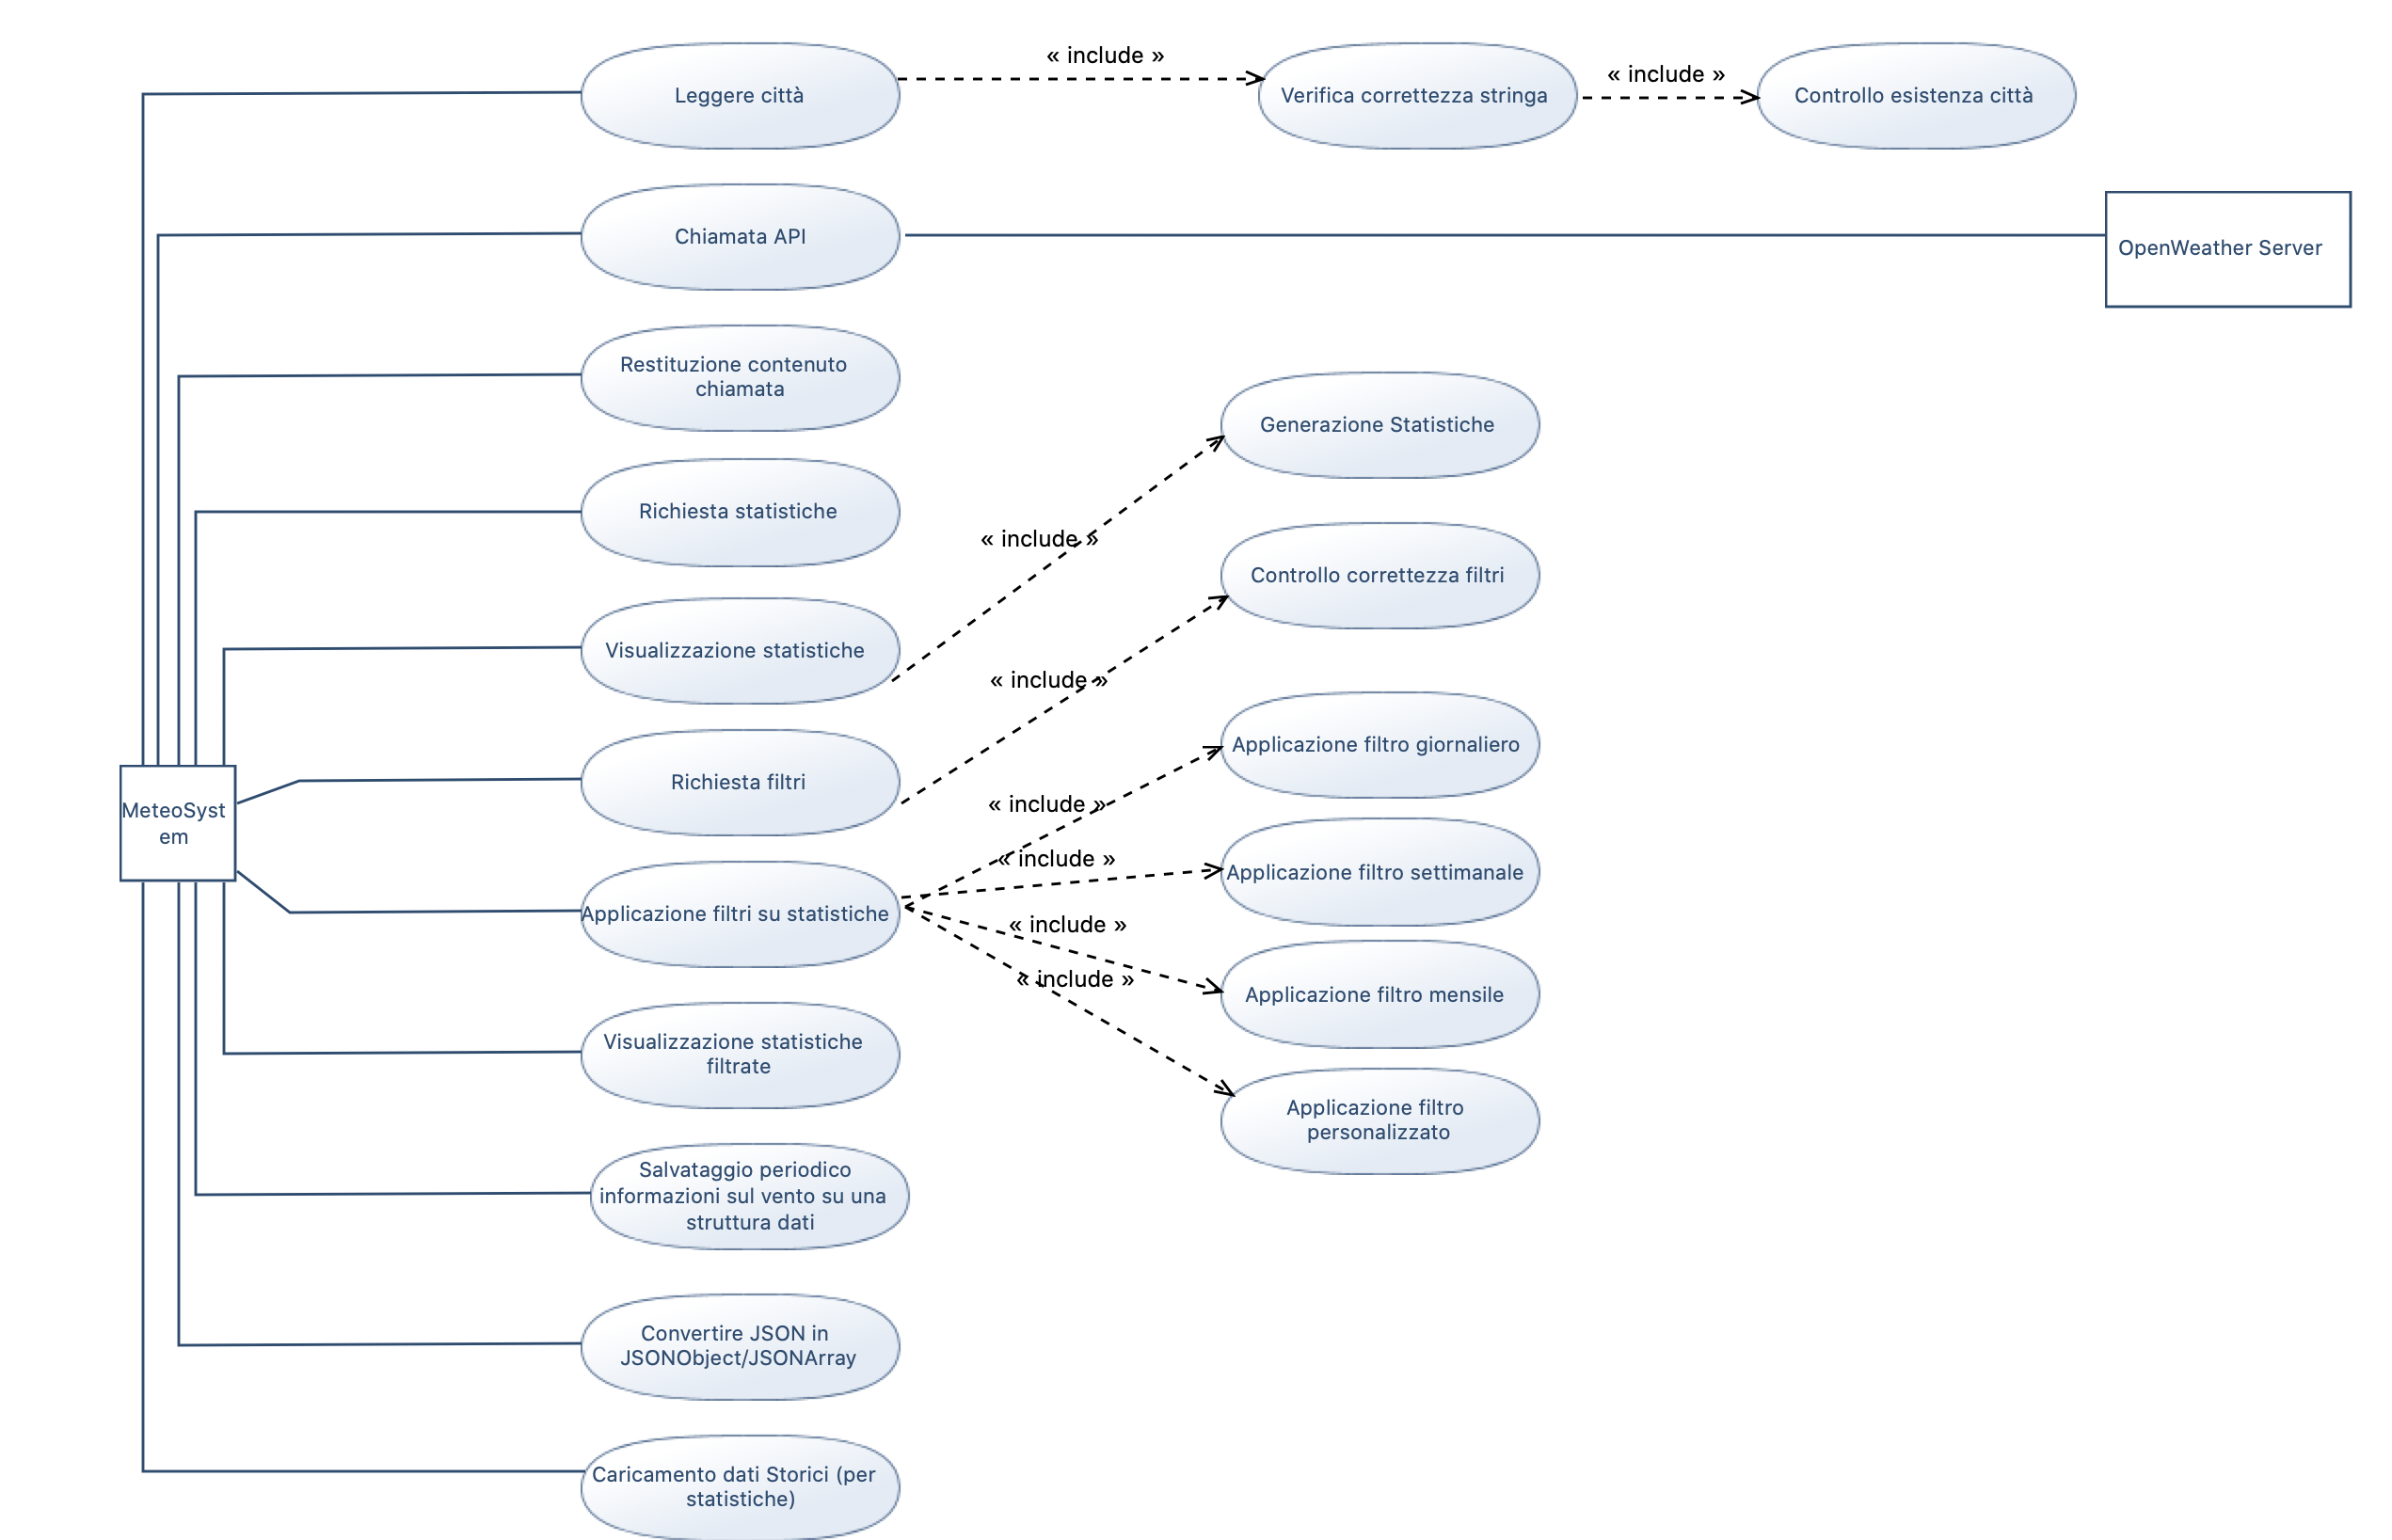 « include »
« include »
Leggere città
Verifica correttezza stringa
Controllo esistenza città
Chiamata API
OpenWeather Server
Restituzione contenuto
chiamata
Generazione Statistiche
Richiesta statistiche
« include »
Controllo correttezza filtri
Visualizzazione statistiche
« include »
Applicazione filtro giornaliero
Richiesta filtri
« include »
MeteoSyst
em
« include »
Applicazione filtro settimanale
Applicazione filtri su statistiche
« include »
« include »
Applicazione filtro mensile
Visualizzazione statistiche
filtrate
Applicazione filtro
personalizzato
Salvataggio periodico
informazioni sul vento su una
struttura dati
Convertire JSON in
JSONObject/JSONArray
Caricamento dati Storici (per
statistiche)